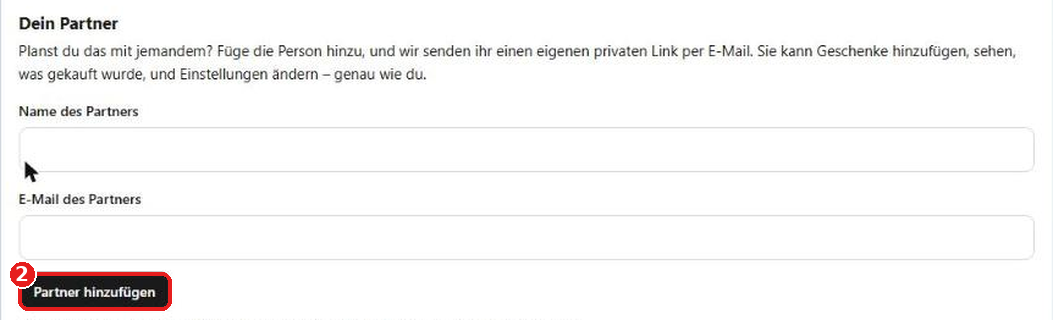 Dein Partner
Planst du das mit jemandem? Füge die Person hinzu, und wir senden ihr einen eigenen privaten Link per E-Mail. Sie kann Geschenke hinzufügen, sehen,
was gekauft wurde, und Einstellungen ändern – genau wie du.
Name des Partners
E-Mail des Partners
2
Partner hinzufügen